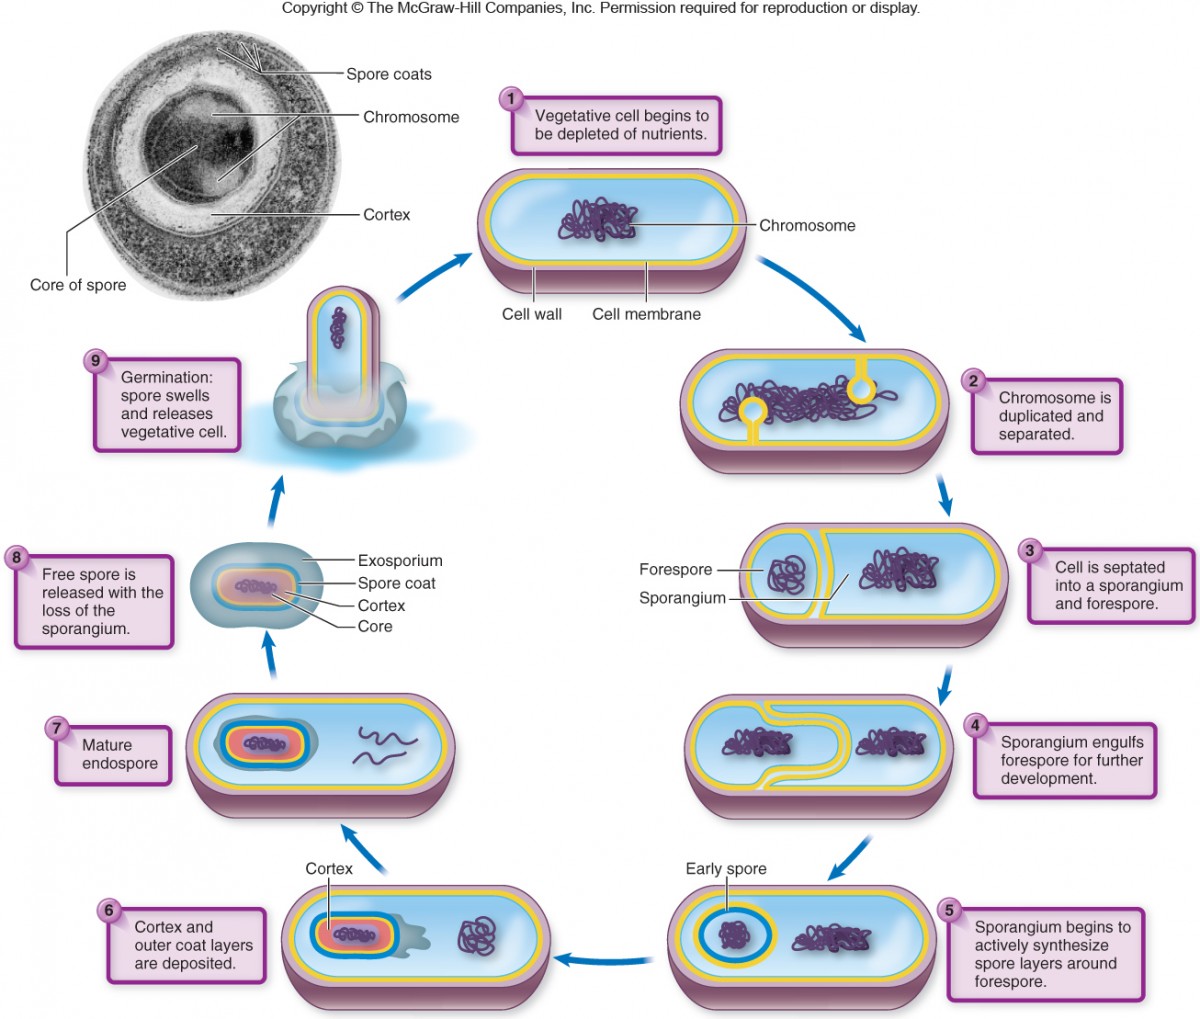 Copyright © The McGraw-Hill Companies, Inc. Permission required for reproduction or display.
Spore coats
Chromosome
Cortex
Core of spore
1
Vegetative cell begins to
be depleted of nutrients.
Chromosome
Cell wall
Cell membrane
2
Chromosome is
duplicated and
separated.
3
Cell is septated
into a sporangium
and forespore.
Forespore
Sporangium
4
Sporangium engulfs
forespore for further
development.
Early spore
5
Sporangium begins to
actively synthesize
spore layers around
forespore.
Cortex
6
Cortex and
outer coat layers
are deposited.
7
Mature
endospore
8
Free spore is
released with the
loss of the
sporangium.
Exosporium
Spore coat
Cortex
Core
9
Germination:
spore swells
and releases
vegetative cell.